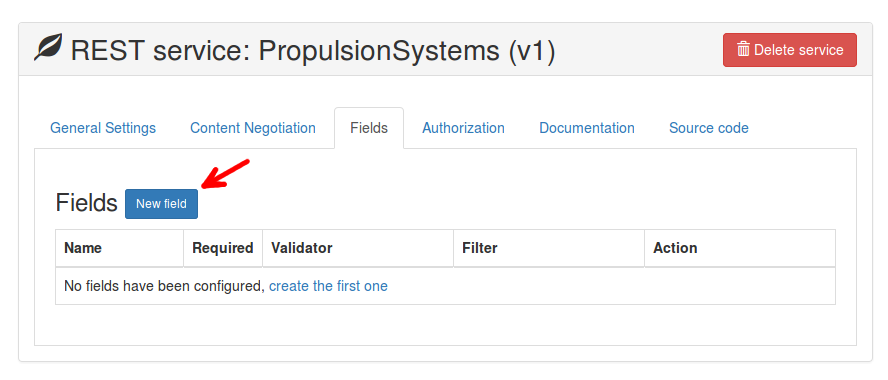 REST service: PropulsionSystems (v1) Delete service
General Settings Content Negotiation Fields Authorization Documentation Source code
Fields New field
Name Required Validator Filter Action
No fields have been configured, create the first one